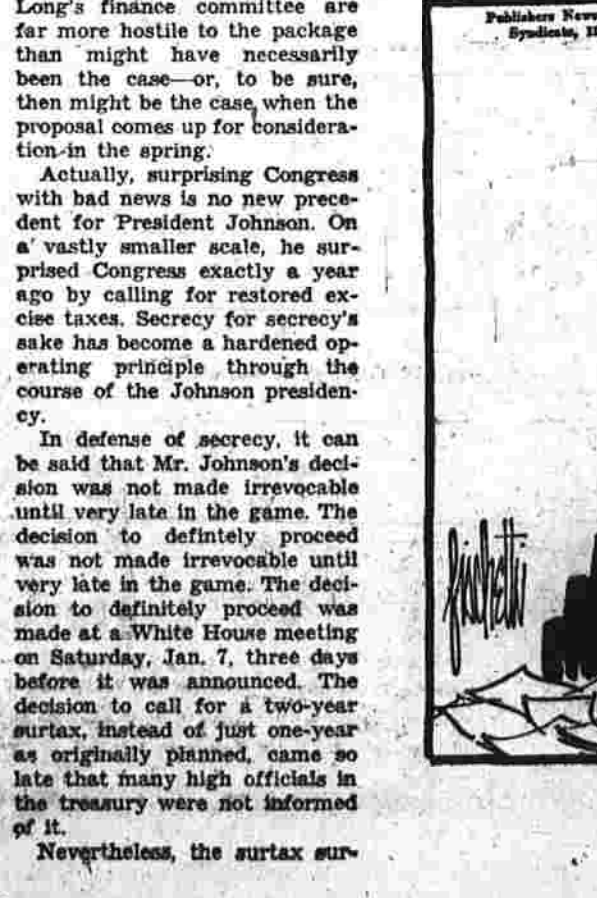 Long's finance committee are
far more hostile to the package
than might have necessarily
been the case—or, to be sure,
then might be the case when the
proposal comes up for considera-
tion in the spring.
Actually, surprising Congress
with bad news is no new prece-
dent for President Johnson. On
a vastly smaller scale, he sur-
prised Congress exactly a year
ago by calling for restored ex-
cise taxes. Secrecy for secrecy's
sake has become a hardened op-
erating principle through the
course of the Johnson presiden-
cy.
In defense of secrecy, it can
be said that Mr. Johnson's deci-
sion was not made irrevocable
until very late in the game. The
decision to defintely proceed
was not made irrevocable until
very late in the game. The deci-
sion to definitely proceed was
made at a White House meeting
on Saturday, Jan. 7, three days
before it was announced. The
decision to call for a two-year
surtax, instead of just one-year
as originally planned, came so
late that many high officials in
the treasury were not informed
of it.
Nevertheless, the surtax sur-
Publishers
Syndicate,
Fischetti